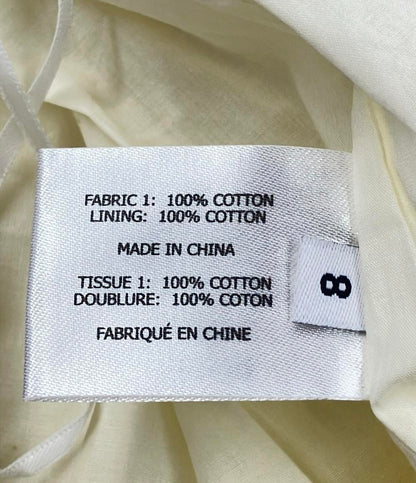 FABRIC 1: 100% COTTON
LINING: 100% COTTON
MADE IN CHINA
TISSUE 1: 100% COTTON
DOUBLURE: 100% COTON
FABRIQUÉ EN CHINE
8